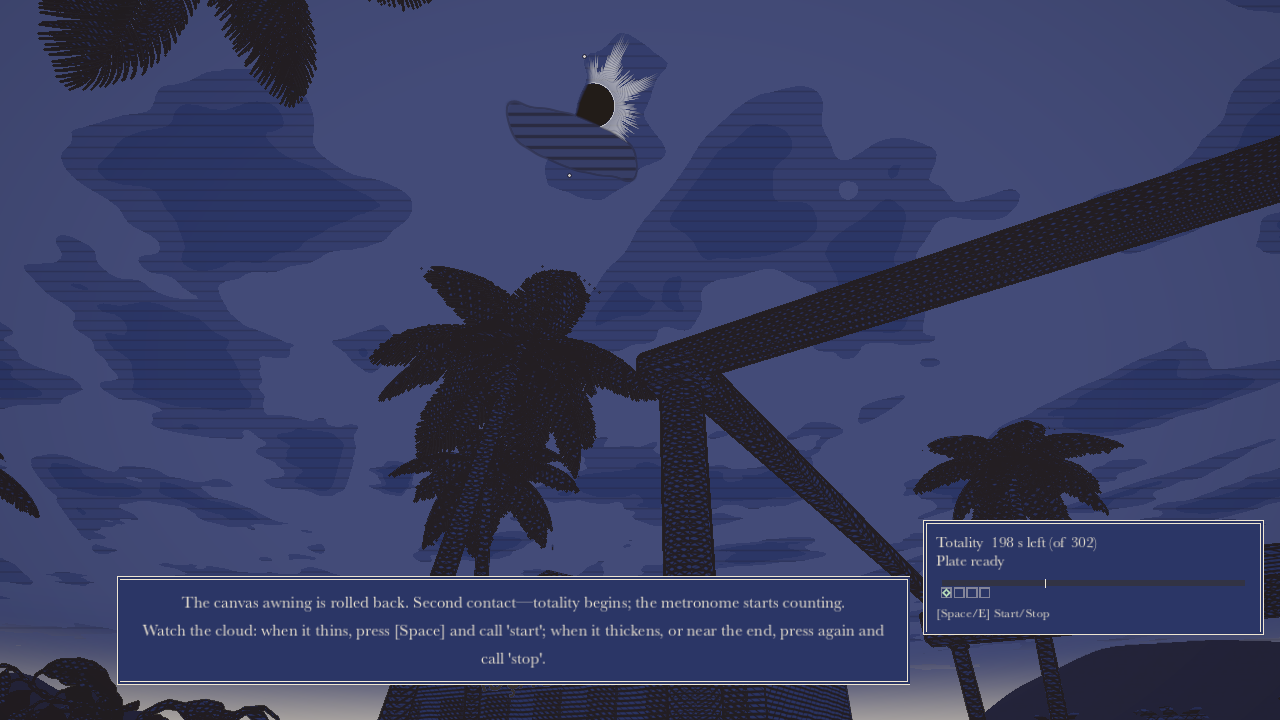 The canvas awning is rolled back. Second contact—totality begins; the metronome starts counting.
Watch the cloud: when it thins, press [Space] and call 'start'; when it thickens, or near the end, press again and
call 'stop'.
Totality 198 s left (of 302)
Plate ready
[Space/E] Start/Stop